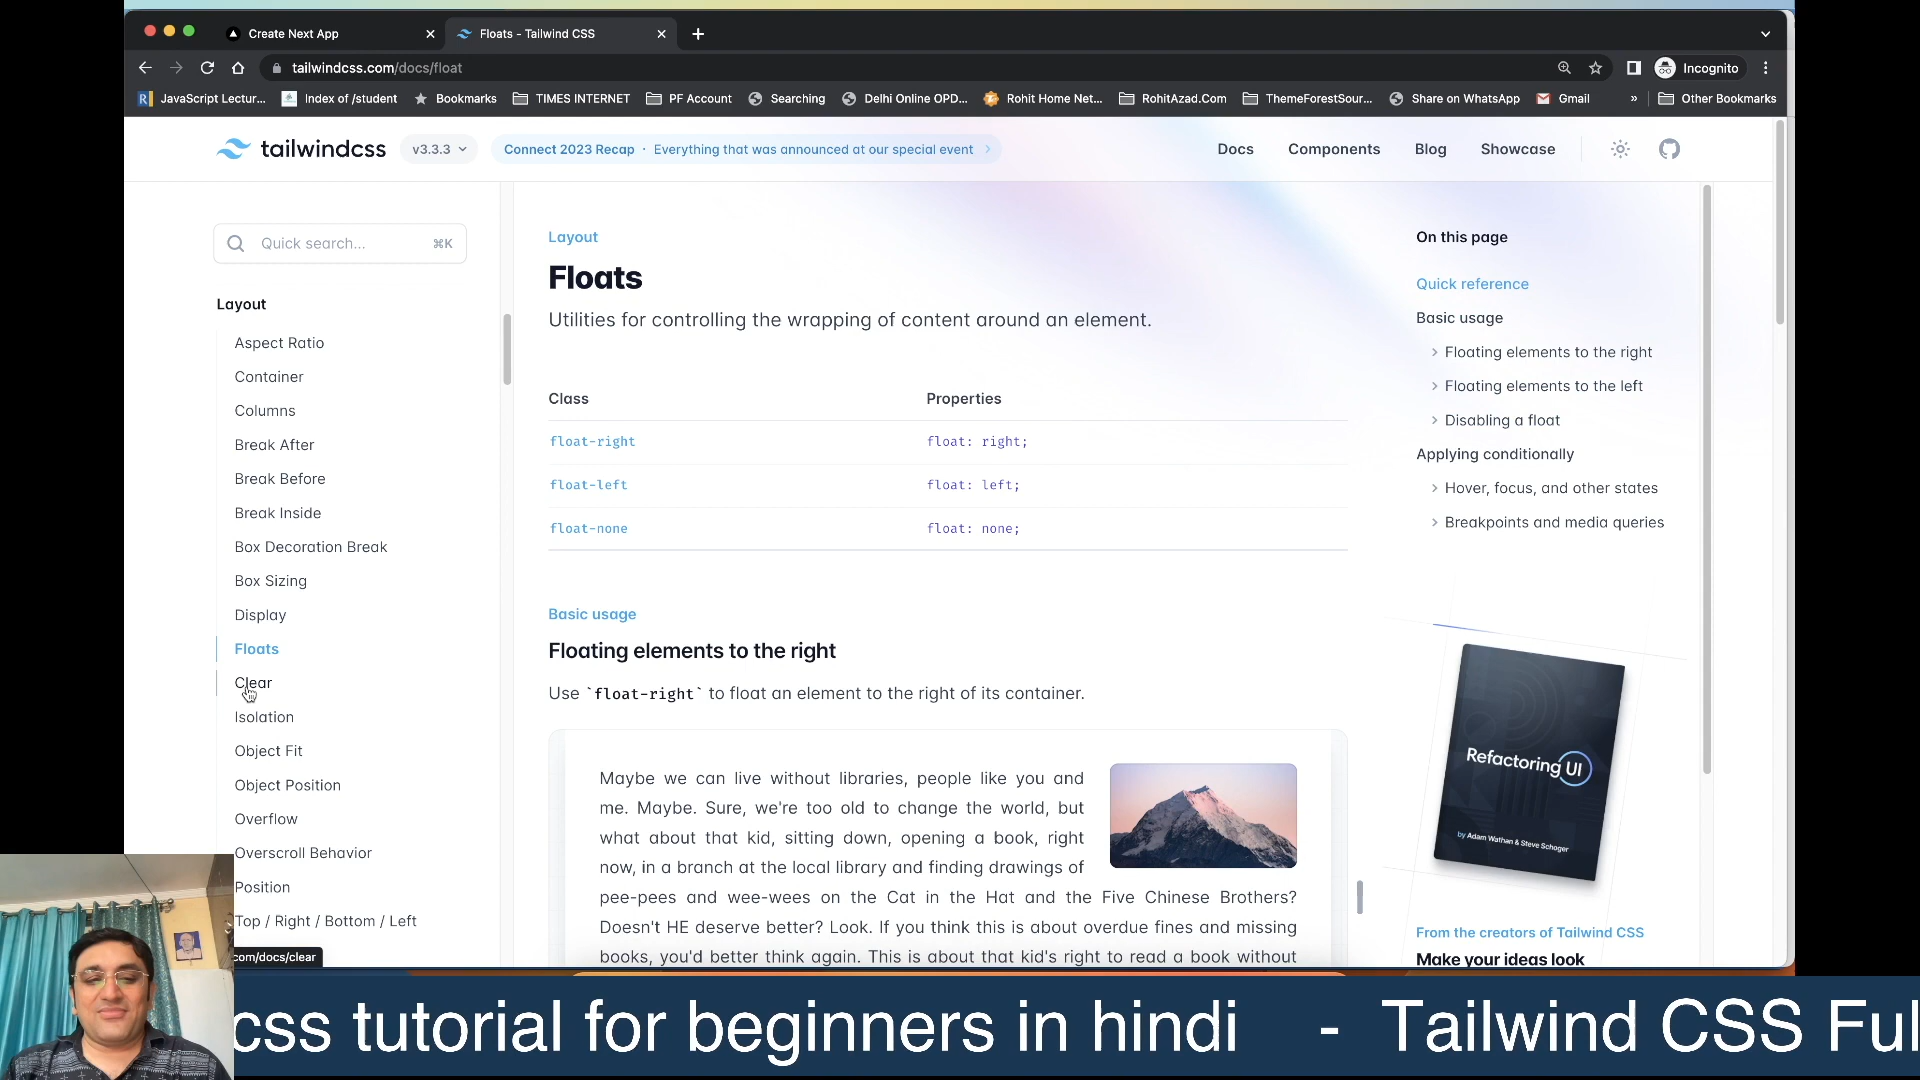 Create Next App
Floats - Tailwind CSS
tailwindcss.com/docs/float
Incognito
JavaScript Lectur...
Index of /student
Bookmarks
TIMES INTERNET
PF Account
Searching
Delhi Online OPD...
Rohit Home Net...
RohitAzad.Com
ThemeForestSour...
Share on WhatsApp
Gmail
»
Other Bookmarks
tailwindcss
v3.3.3
Connect 2023 Recap · Everything that was announced at our special event
Docs
Components
Blog
Showcase
Quick search...
⌘K
Layout
Aspect Ratio
Container
Columns
Break After
Break Before
Break Inside
Box Decoration Break
Box Sizing
Display
Floats
Clear
Isolation
Object Fit
Object Position
Overflow
Overscroll Behavior
Position
Top / Right / Bottom / Left
com/docs/clear
Layout
Floats
Utilities for controlling the wrapping of content around an element.
Class Properties
float-right float: right;
float-left float: left;
float-none float: none;
Basic usage
Floating elements to the right
Use `float-right` to float an element to the right of its container.
Maybe we can live without libraries, people like you and
me. Maybe. Sure, we're too old to change the world, but
what about that kid, sitting down, opening a book, right
now, in a branch at the local library and finding drawings of
pee-pees and wee-wees on the Cat in the Hat and the Five Chinese Brothers?
Doesn't HE deserve better? Look. If you think this is about overdue fines and missing
books, you'd better think again. This is about that kid's right to read a book without
On this page
Quick reference
Basic usage
Floating elements to the right
Floating elements to the left
Disabling a float
Applying conditionally
Hover, focus, and other states
Breakpoints and media queries
Refactoring UI
by Adam Wathan & Steve Schoger
From the creators of Tailwind CSS
Make your ideas look
css tutorial for beginners in hindi - Tailwind CSS Ful